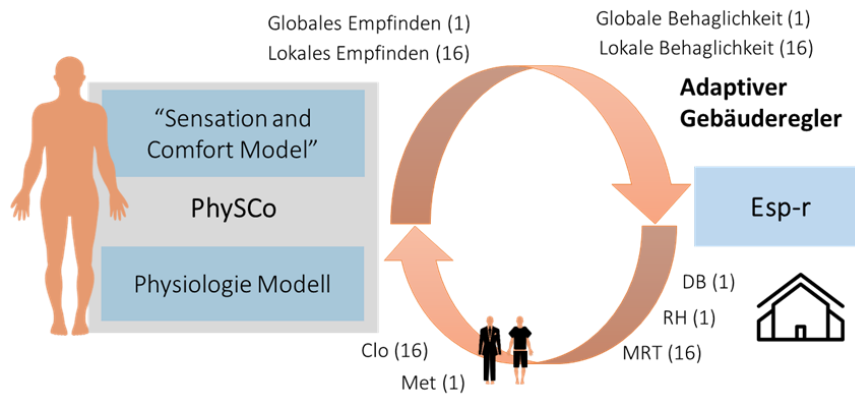 Globales Empfinden (1)
Lokales Empfinden (16)
Globale Behaglichkeit (1)
Lokale Behaglichkeit (16)
Adaptiver
Gebäuderegler
“Sensation and
Comfort Model”
PhySCo
Physiologie Modell
Esp-r
DB (1)
RH (1)
MRT (16)
Clo (16)
Met (1)